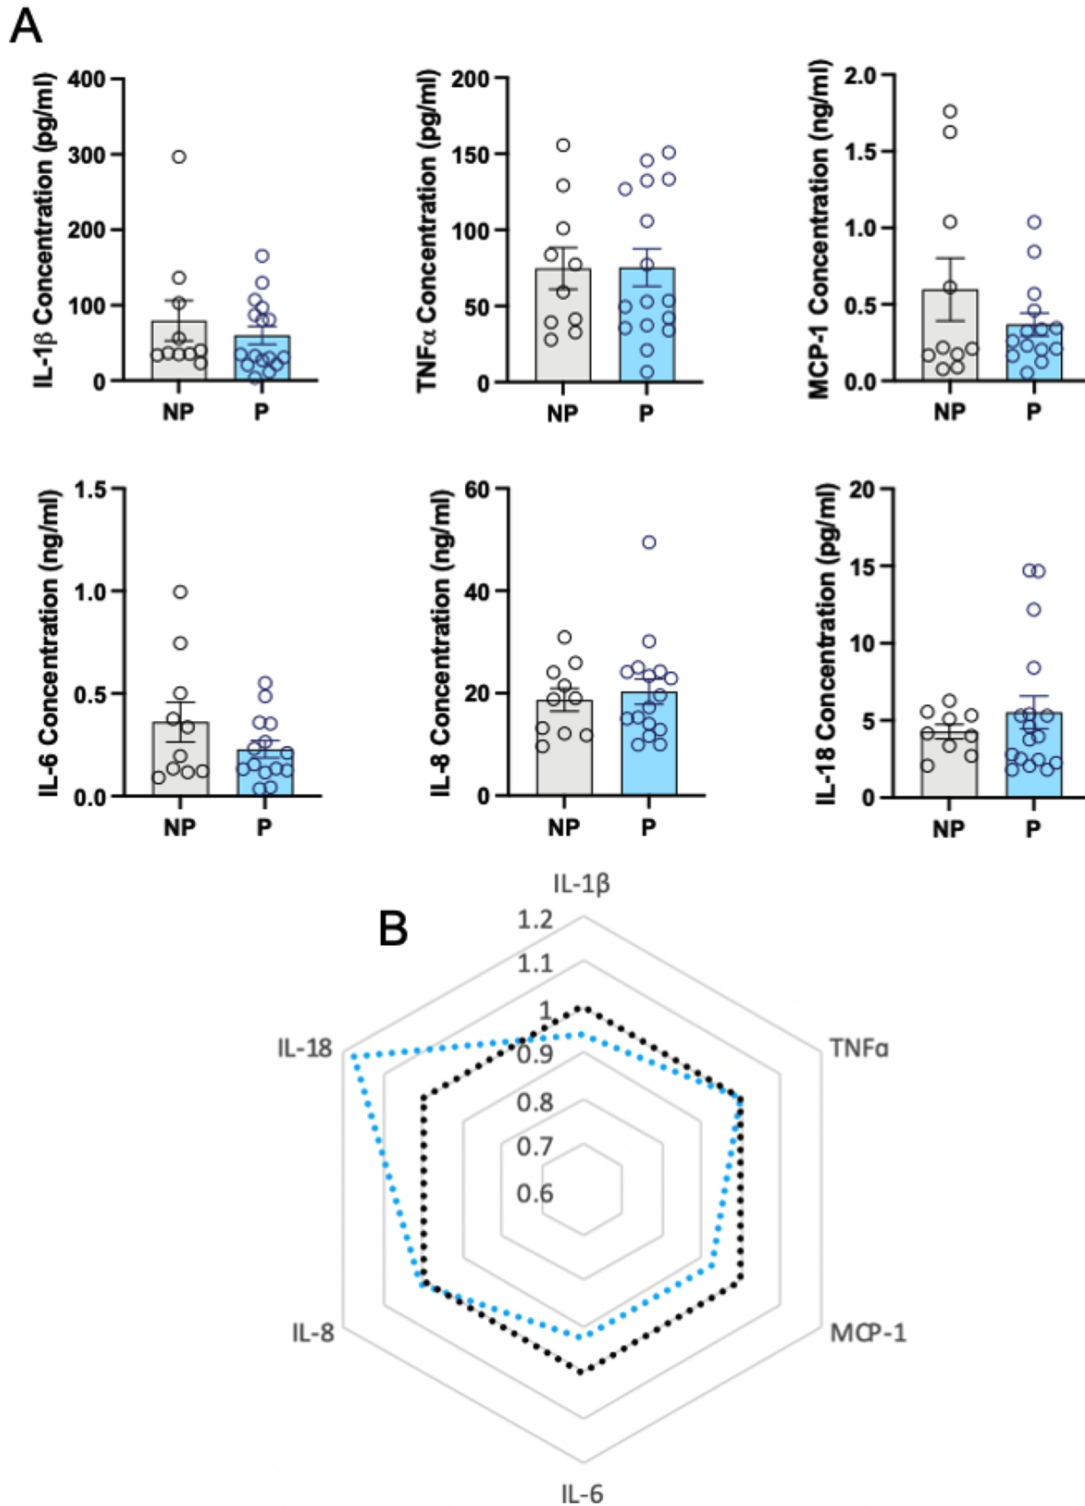 A
IL-1β Concentration (pg/ml)
400
300
200
100
0
NP P
TNFα Concentration (pg/ml)
200
150
100
50
0
NP P
MCP-1 Concentration (ng/ml)
2.0
1.5
1.0
0.5
0.0
NP P
IL-6 Concentration (ng/ml)
1.5
1.0
0.5
0.0
NP P
IL-8 Concentration (ng/ml)
60
40
20
0
NP P
IL-18 Concentration (pg/ml)
20
15
10
5
0
NP P
B
IL-1β
1.2
1.1
1
0.9
0.8
0.7
0.6
IL-18
TNFα
IL-8
MCP-1
IL-6